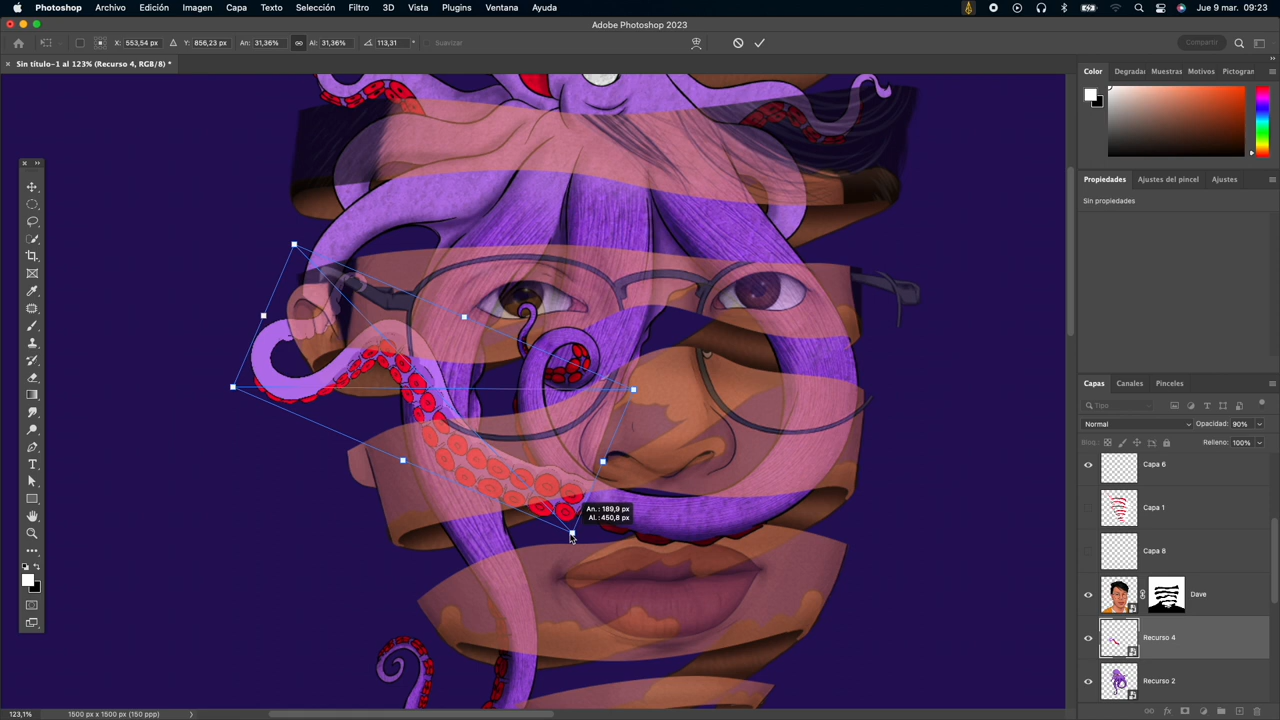 Photoshop Archivo Edición Imagen Capa Texto Selección Filtro 3D Vista Plugins Ventana Ayuda Jue 9 mar. 09:23
Adobe Photoshop 2023
X: 553,54 px Y: 856,23 px An: 31,36% Al: 31,36% 113,31 ° Suavizar Compartir
Sin título-1 al 123% (Recurso 4, RGB/8) *
Color Degradad Muestras Motivos Pictogram
Propiedades Ajustes del pincel Ajustes
Sin propiedades
An. : 189,9 px
Al. : 450,8 px
Capas Canales Pinceles
Tipo
Normal Opacidad: 90%
Bloq.: Relleno: 100%
Capa 6
Capa 1
Capa 8
Dave
Recurso 4
Recurso 2
123,1% 1500 px x 1500 px (150 ppp)